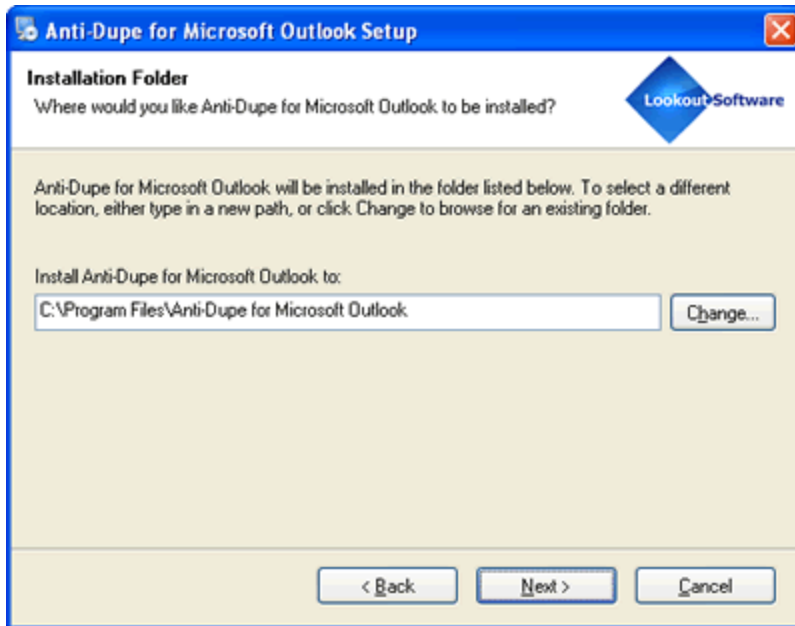 Anti-Dupe for Microsoft Outlook Setup
Installation Folder
Where would you like Anti-Dupe for Microsoft Outlook to be installed?
Lookout Software
Anti-Dupe for Microsoft Outlook will be installed in the folder listed below. To select a different
location, either type in a new path, or click Change to browse for an existing folder.
Install Anti-Dupe for Microsoft Outlook to:
C:\Program Files\Anti-Dupe for Microsoft Outlook
Change...
< Back
Next >
Cancel